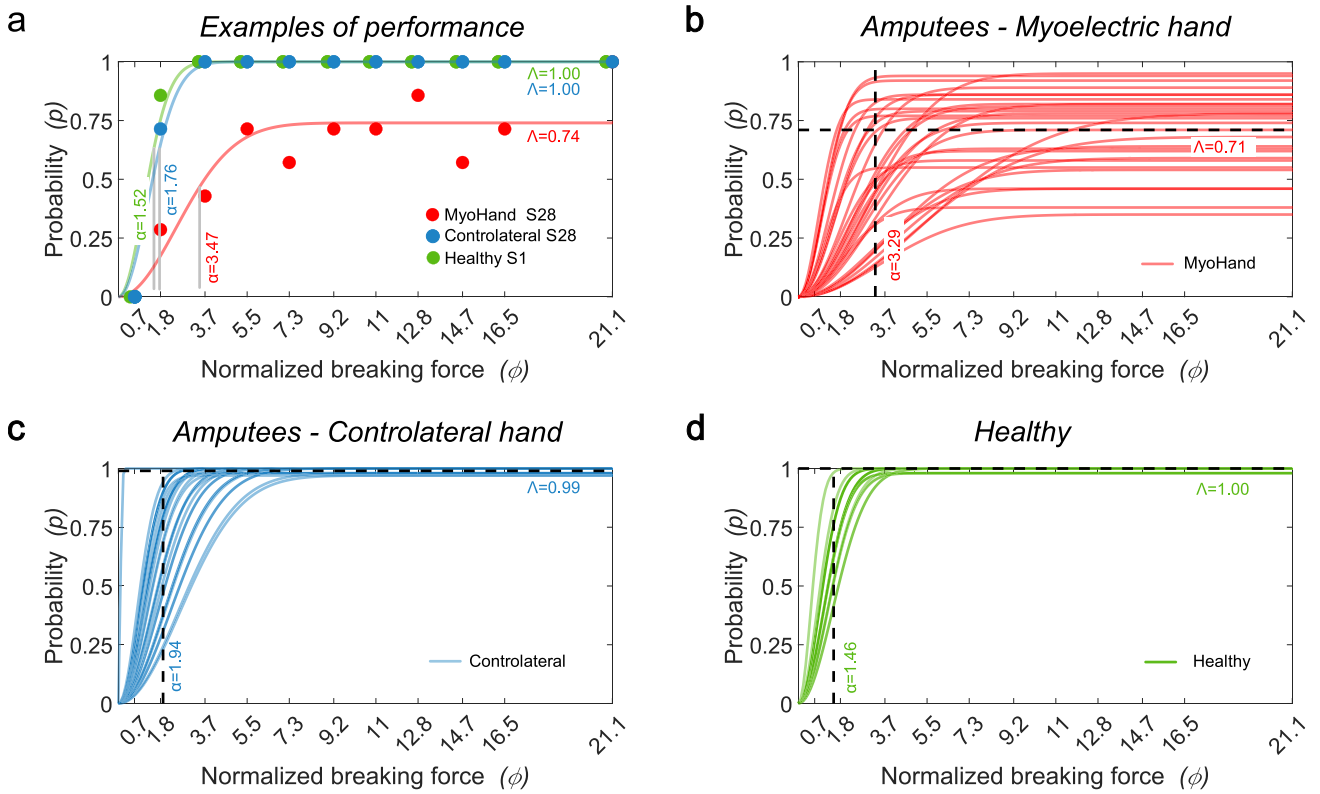 a
Examples of performance
Probability (p)
1
0.75
0.5
0.25
0
Λ=1.00
Λ=1.00
Λ=0.74
α=1.52
α=1.76
α=3.47
MyoHand S28
Controlateral S28
Healthy S1
0.7 1.8 3.7 5.5 7.3 9.2 11 12.8 14.7 16.5 21.1
Normalized breaking force (ϕ)
b
Amputees - Myoelectric hand
Probability (p)
1
0.75
0.5
0.25
0
Λ=0.71
α=3.29
MyoHand
0.7 1.8 3.7 5.5 7.3 9.2 11 12.8 14.7 16.5 21.1
Normalized breaking force (ϕ)
c
Amputees - Controlateral hand
Probability (p)
1
0.75
0.5
0.25
0
Λ=0.99
α=1.94
Controlateral
0.7 1.8 3.7 5.5 7.3 9.2 11 12.8 14.7 16.5 21.1
Normalized breaking force (ϕ)
d
Healthy
Probability (p)
1
0.75
0.5
0.25
0
Λ=1.00
α=1.46
Healthy
0.7 1.8 3.7 5.5 7.3 9.2 11 12.8 14.7 16.5 21.1
Normalized breaking force (ϕ)